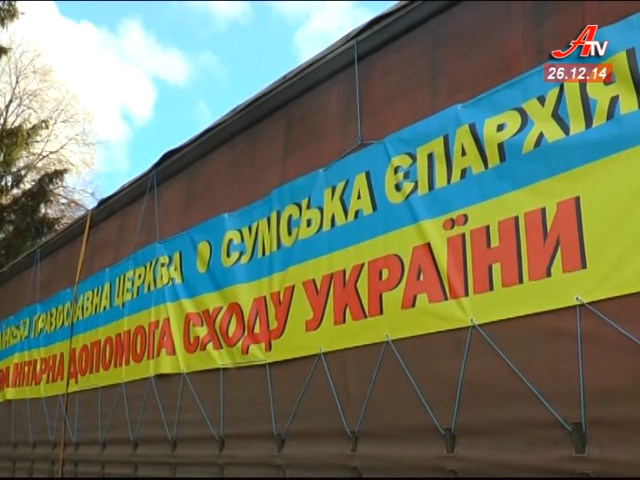 ATV
26.12.14
ПРАВОСЛАВНА ЦЕРКВА • СУМСЬКА ЄПАРХІЯ
ДОПОМОГА СХОДУ УКРАЇНИ